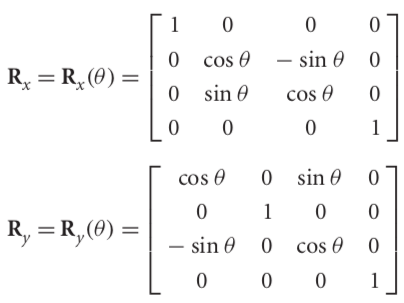 1 0 0 0
0 cos θ − sin θ 0
R_x = R_x(θ) =
0 sin θ cos θ 0
0 0 0 1
cos θ 0 sin θ 0
0 1 0 0
R_y = R_y(θ) =
− sin θ 0 cos θ 0
0 0 0 1